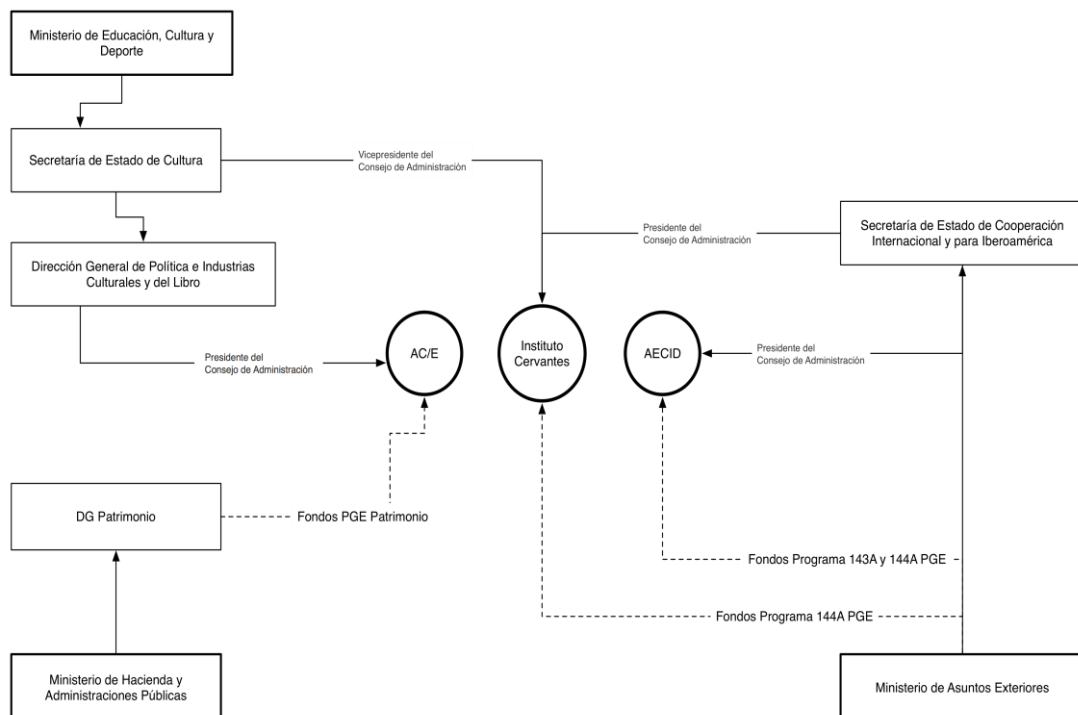 Ministerio de Educación, Cultura y
Deporte
Secretaría de Estado de Cultura
Vicepresidente del
Consejo de Administración
Presidente del
Consejo de Administración
Secretaría de Estado de Cooperación
Internacional y para Iberoamérica
Dirección General de Política e Industrias
Culturales y del Libro
Presidente del
Consejo de Administración
AC/E
Instituto
Cervantes
AECID
Presidente del
Consejo de Administración
DG Patrimonio
Fondos PGE Patrimonio
Fondos Programa 143A y 144A PGE
Fondos Programa 144A PGE
Ministerio de Hacienda y
Administraciones Públicas
Ministerio de Asuntos Exteriores